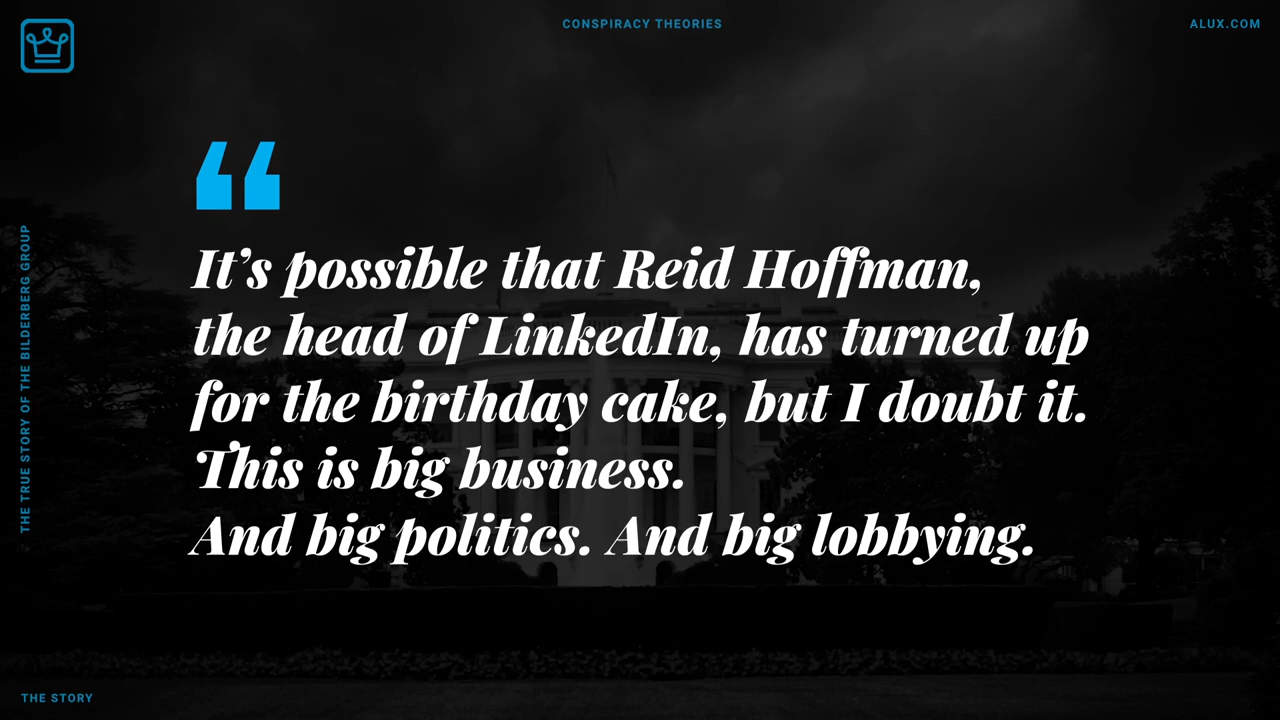 CONSPIRACY THEORIES
ALUX.COM
“
It’s possible that Reid Hoffman,
the head of LinkedIn, has turned up
for the birthday cake, but I doubt it.
This is big business.
And big politics. And big lobbying.
THE TRUE STORY OF THE BILDERBERG GROUP
THE STORY